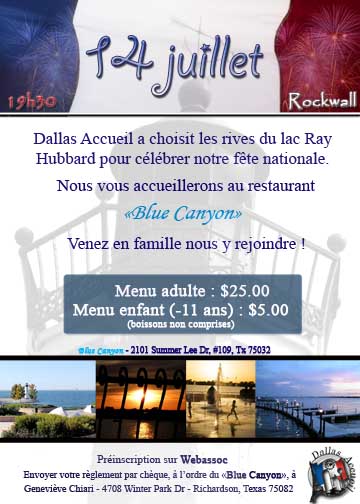 14 juillet
19h30
Rockwall
Dallas Accueil a choisit les rives du lac Ray
Hubbard pour célébrer notre fête nationale.
Nous vous accueillerons au restaurant
«Blue Canyon»
Venez en famille nous y rejoindre !
Menu adulte : $25.00
Menu enfant (-11 ans) : $5.00
(boissons non comprises)
Blue Canyon - 2101 Summer Lee Dr, #109, Tx 75032
Préinscription sur Webassoc
Envoyer votre règlement par chèque, à l'ordre du «Blue Canyon», à
Geneviève Chiari - 4708 Winter Park Dr - Richardson, Texas 75082
Dallas Accueil